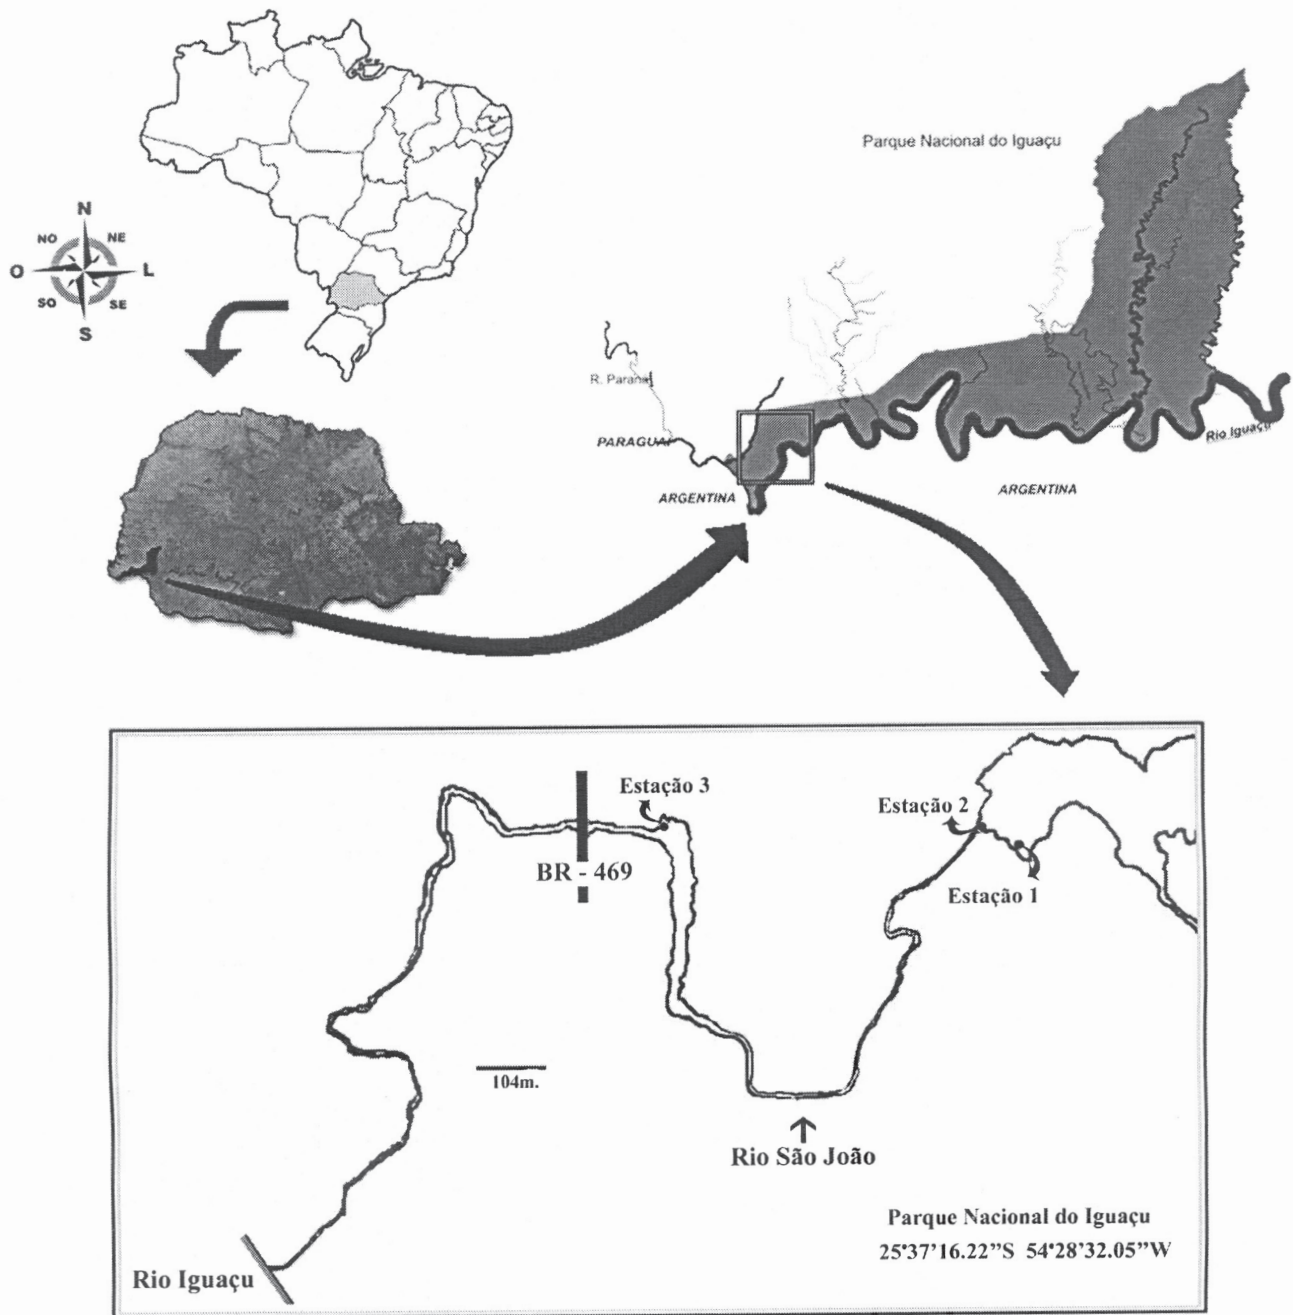 N
NO
NE
O
L
SO
SE
S
Parque Nacional do Iguaçu
R. Paraná
PARAGUAI
ARGENTINA
ARGENTINA
Rio Iguaçu
Estação 3
Estação 2
BR - 469
Estação 1
104m.
Rio São João
Parque Nacional do Iguaçu
25°37'16.22"S 54°28'32.05"W
Rio Iguaçu